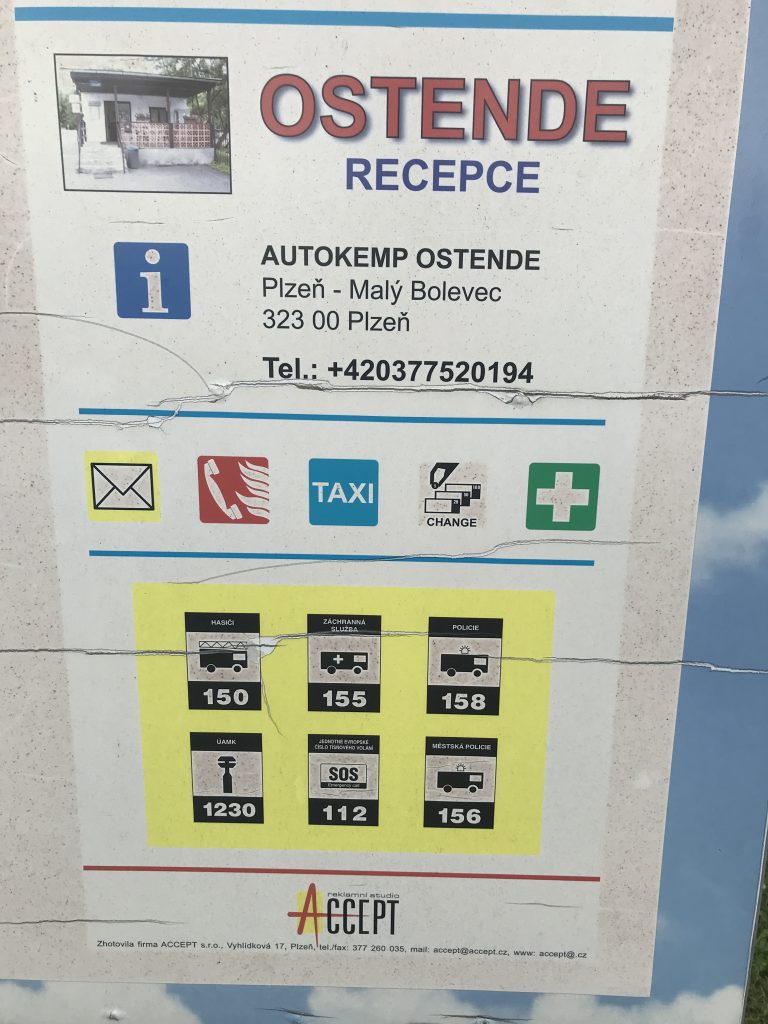 OSTENDE
RECEPCE
i
AUTOKEMP OSTENDE
Plzeň - Malý Bolevec
323 00 Plzeň
Tel.: +420377520194
TAXI
CHANGE
HASIČI
150
ZÁCHRANNÁ
SLUŽBA
155
POLICIE
158
ÚAMK
1230
JEDNOTNÉ EVROPSKÉ
ČÍSLO TÍSŇOVÉHO VOLÁNÍ
SOS
Emergency call
112
MĚSTSKÁ POLICIE
156
reklamní studio
ACCEPT
Zhotovila firma ACCEPT s.r.o., Vyhlídková 17, Plzeň, tel./fax: 377 260 035, mail: accept@accept.cz, www: accept@.cz